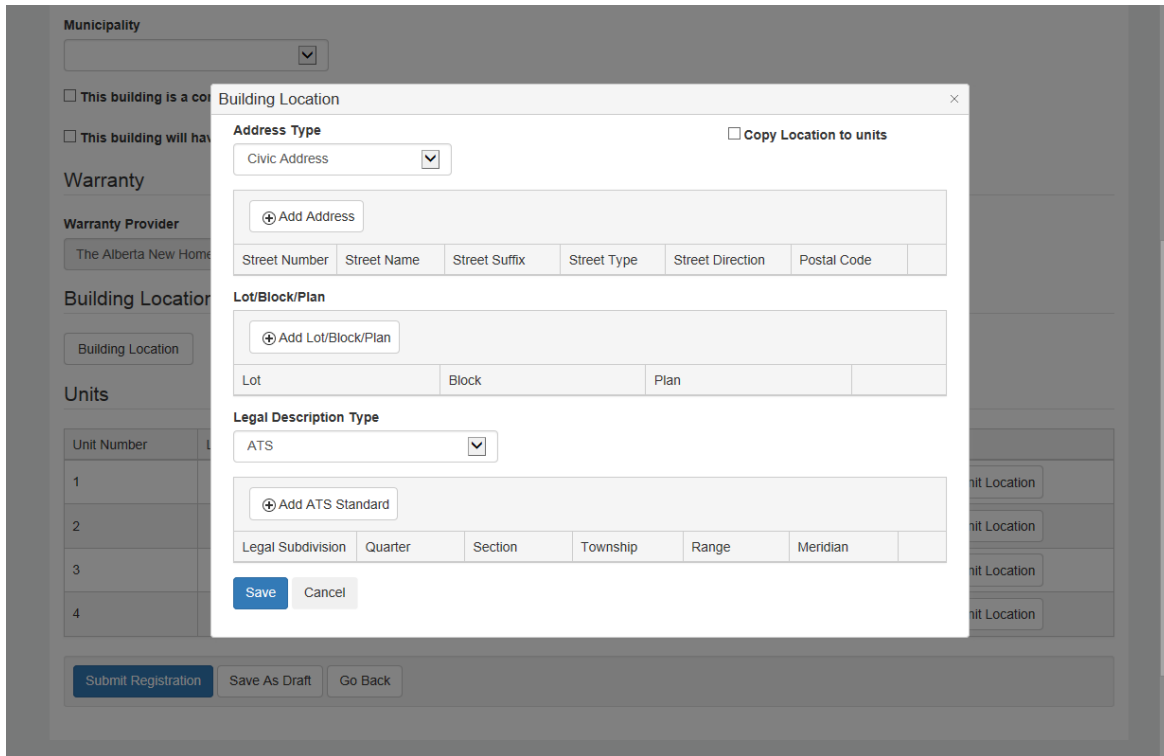 Municipality
This building is a co
This building will hav
Warranty
Warranty Provider
The Alberta New Home
Building Location
Building Location
Units
Unit Number L
1 nit Location
2 nit Location
3 nit Location
4 nit Location
Submit Registration Save As Draft Go Back
Building Location ×
Address Type Copy Location to units
Civic Address
Add Address
Street Number Street Name Street Suffix Street Type Street Direction Postal Code
Lot/Block/Plan
Add Lot/Block/Plan
Lot Block Plan
Legal Description Type
ATS
Add ATS Standard
Legal Subdivision Quarter Section Township Range Meridian
Save Cancel